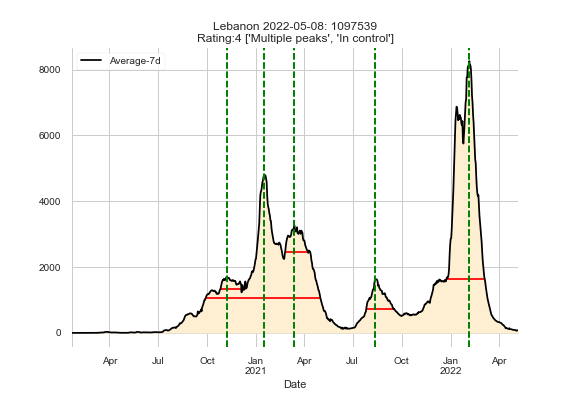 Lebanon 2022-05-08: 1097539
Rating:4 ['Multiple peaks', 'In control']
Average-7d
8000
6000
4000
2000
0
Apr Jul Oct Jan Apr Jul Oct Jan Apr
2021 2022
Date